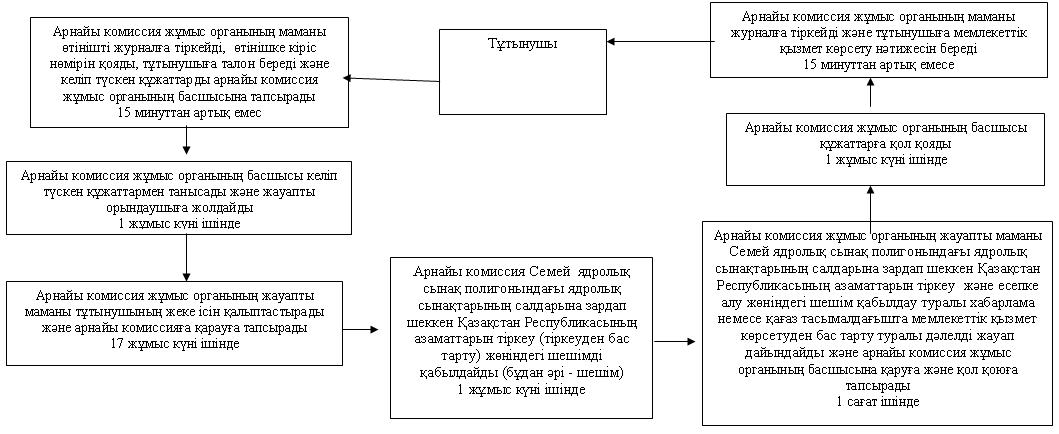 Тұтынушы
Арнайы комиссия жұмыс органының маманы
өтінішті журналға тіркейді, өтінішке кіріс
нөмірін қояды, тұтынушыға талон береді және
келіп түскен құжаттарды арнайы комиссия
жұмыс органының басшысына тапсырады
15 минуттан артық емес
Арнайы комиссия жұмыс органының басшысы келіп
түскен құжаттармен танысады және жауапты
орындаушыға жолдайды
1 жұмыс күні ішінде
Арнайы комиссия жұмыс органының жауапты
маманы тұтынушының жеке ісін қалыптастырады
және арнайы комиссияға қарауға тапсырады
17 жұмыс күні ішінде
Арнайы комиссия Семей ядролық
сынақ полигонындағы ядролық
сынақтарының салдарына зардап
шеккен Қазақстан Республикасының
азаматтарын тіркеу (тіркеуден бас
тарту) жөніндегі шешімді
қабылдайды (бұдан әрі - шешім)
1 жұмыс күні ішінде
Арнайы комиссия жұмыс органының жауапты маманы
Семей ядролық сынақ полигонындағы ядролық
сынақтарының салдарына зардап шеккен Қазақстан
Республикасының азаматтарын тіркеу және есепке
алу жөніндегі шешім қабылдау туралы хабарлама
немесе қағаз тасымалдағышта мемлекеттік қызмет
көрсетуден бас тарту туралы дәлелді жауап
дайындайды және арнайы комиссия жұмыс
органының басшысына қаруға және қол қоюға
тапсырады
1 сағат ішінде
Арнайы комиссия жұмыс органының басшысы
құжаттарға қол қояды
1 жұмыс күні ішінде
Арнайы комиссия жұмыс органының маманы
журналға тіркейді және тұтынушыға мемлекеттік
қызмет көрсету нәтижесін береді
15 минуттан артық емесе